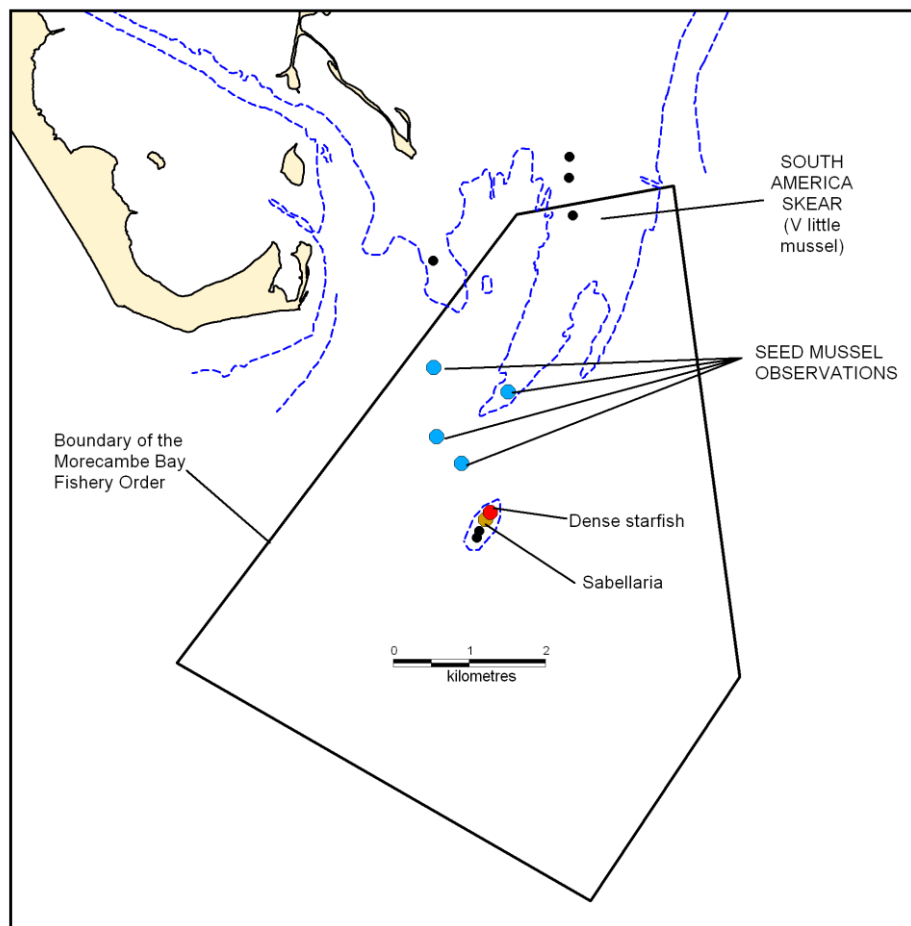 SOUTH
AMERICA
SKEAR
(V little
mussel)
SEED MUSSEL
OBSERVATIONS
Boundary of the
Morecambe Bay
Fishery Order
Dense starfish
Sabellaria
0 1 2
kilometres